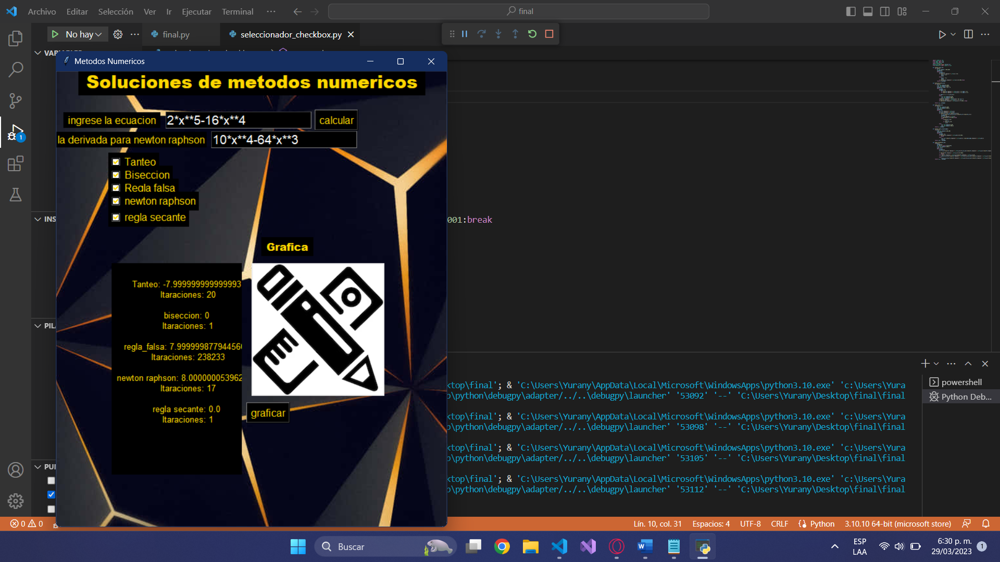 Archivo Editar Selección Ver Ir Ejecutar Terminal ··· final
No hay ··· final.py seleccionador_checkbox.py
Metodos Numericos
Soluciones de metodos numericos
ingrese la ecuacion 2*x**5-16*x**4 calcular
la derivada para newton raphson 10*x**4-64*x**3
Tanteo
Biseccion
Regla falsa
newton raphson
regla secante
INS
001:break
Grafica
Tanteo: -7.999999999999993
Itaraciones: 20
biseccion: 0
Itaraciones: 1
PIL
regla_falsa: 7.99999987794456
Itaraciones: 238233
newton raphson: 8.000000053962
Itaraciones: 17
regla secante: 0.0
Itaraciones: 1
graficar
ktop\final'; & 'C:\Users\Yurany\AppData\Local\Microsoft\WindowsApps\python3.10.exe' 'c:\Users\Yura
\python\debugpy\adapter/../..\debugpy\launcher' '53092' '--' 'C:\Users\Yurany\Desktop\final\final
ktop\final'; & 'C:\Users\Yurany\AppData\Local\Microsoft\WindowsApps\python3.10.exe' 'c:\Users\Yura
\python\debugpy\adapter/../..\debugpy\launcher' '53098' '--' 'C:\Users\Yurany\Desktop\final\final
ktop\final'; & 'C:\Users\Yurany\AppData\Local\Microsoft\WindowsApps\python3.10.exe' 'c:\Users\Yura
\python\debugpy\adapter/../..\debugpy\launcher' '53105' '--' 'C:\Users\Yurany\Desktop\final\final
ktop\final'; & 'C:\Users\Yurany\AppData\Local\Microsoft\WindowsApps\python3.10.exe' 'c:\Users\Yura
\python\debugpy\adapter/../..\debugpy\launcher' '53112' '--' 'C:\Users\Yurany\Desktop\final\final
powershell
Python Deb...
1
0 0 Lín. 10, col. 31 Espacios: 4 UTF-8 CRLF Python 3.10.10 64-bit (microsoft store)
Buscar
ESP
LAA
6:30 p. m.
29/03/2023
1